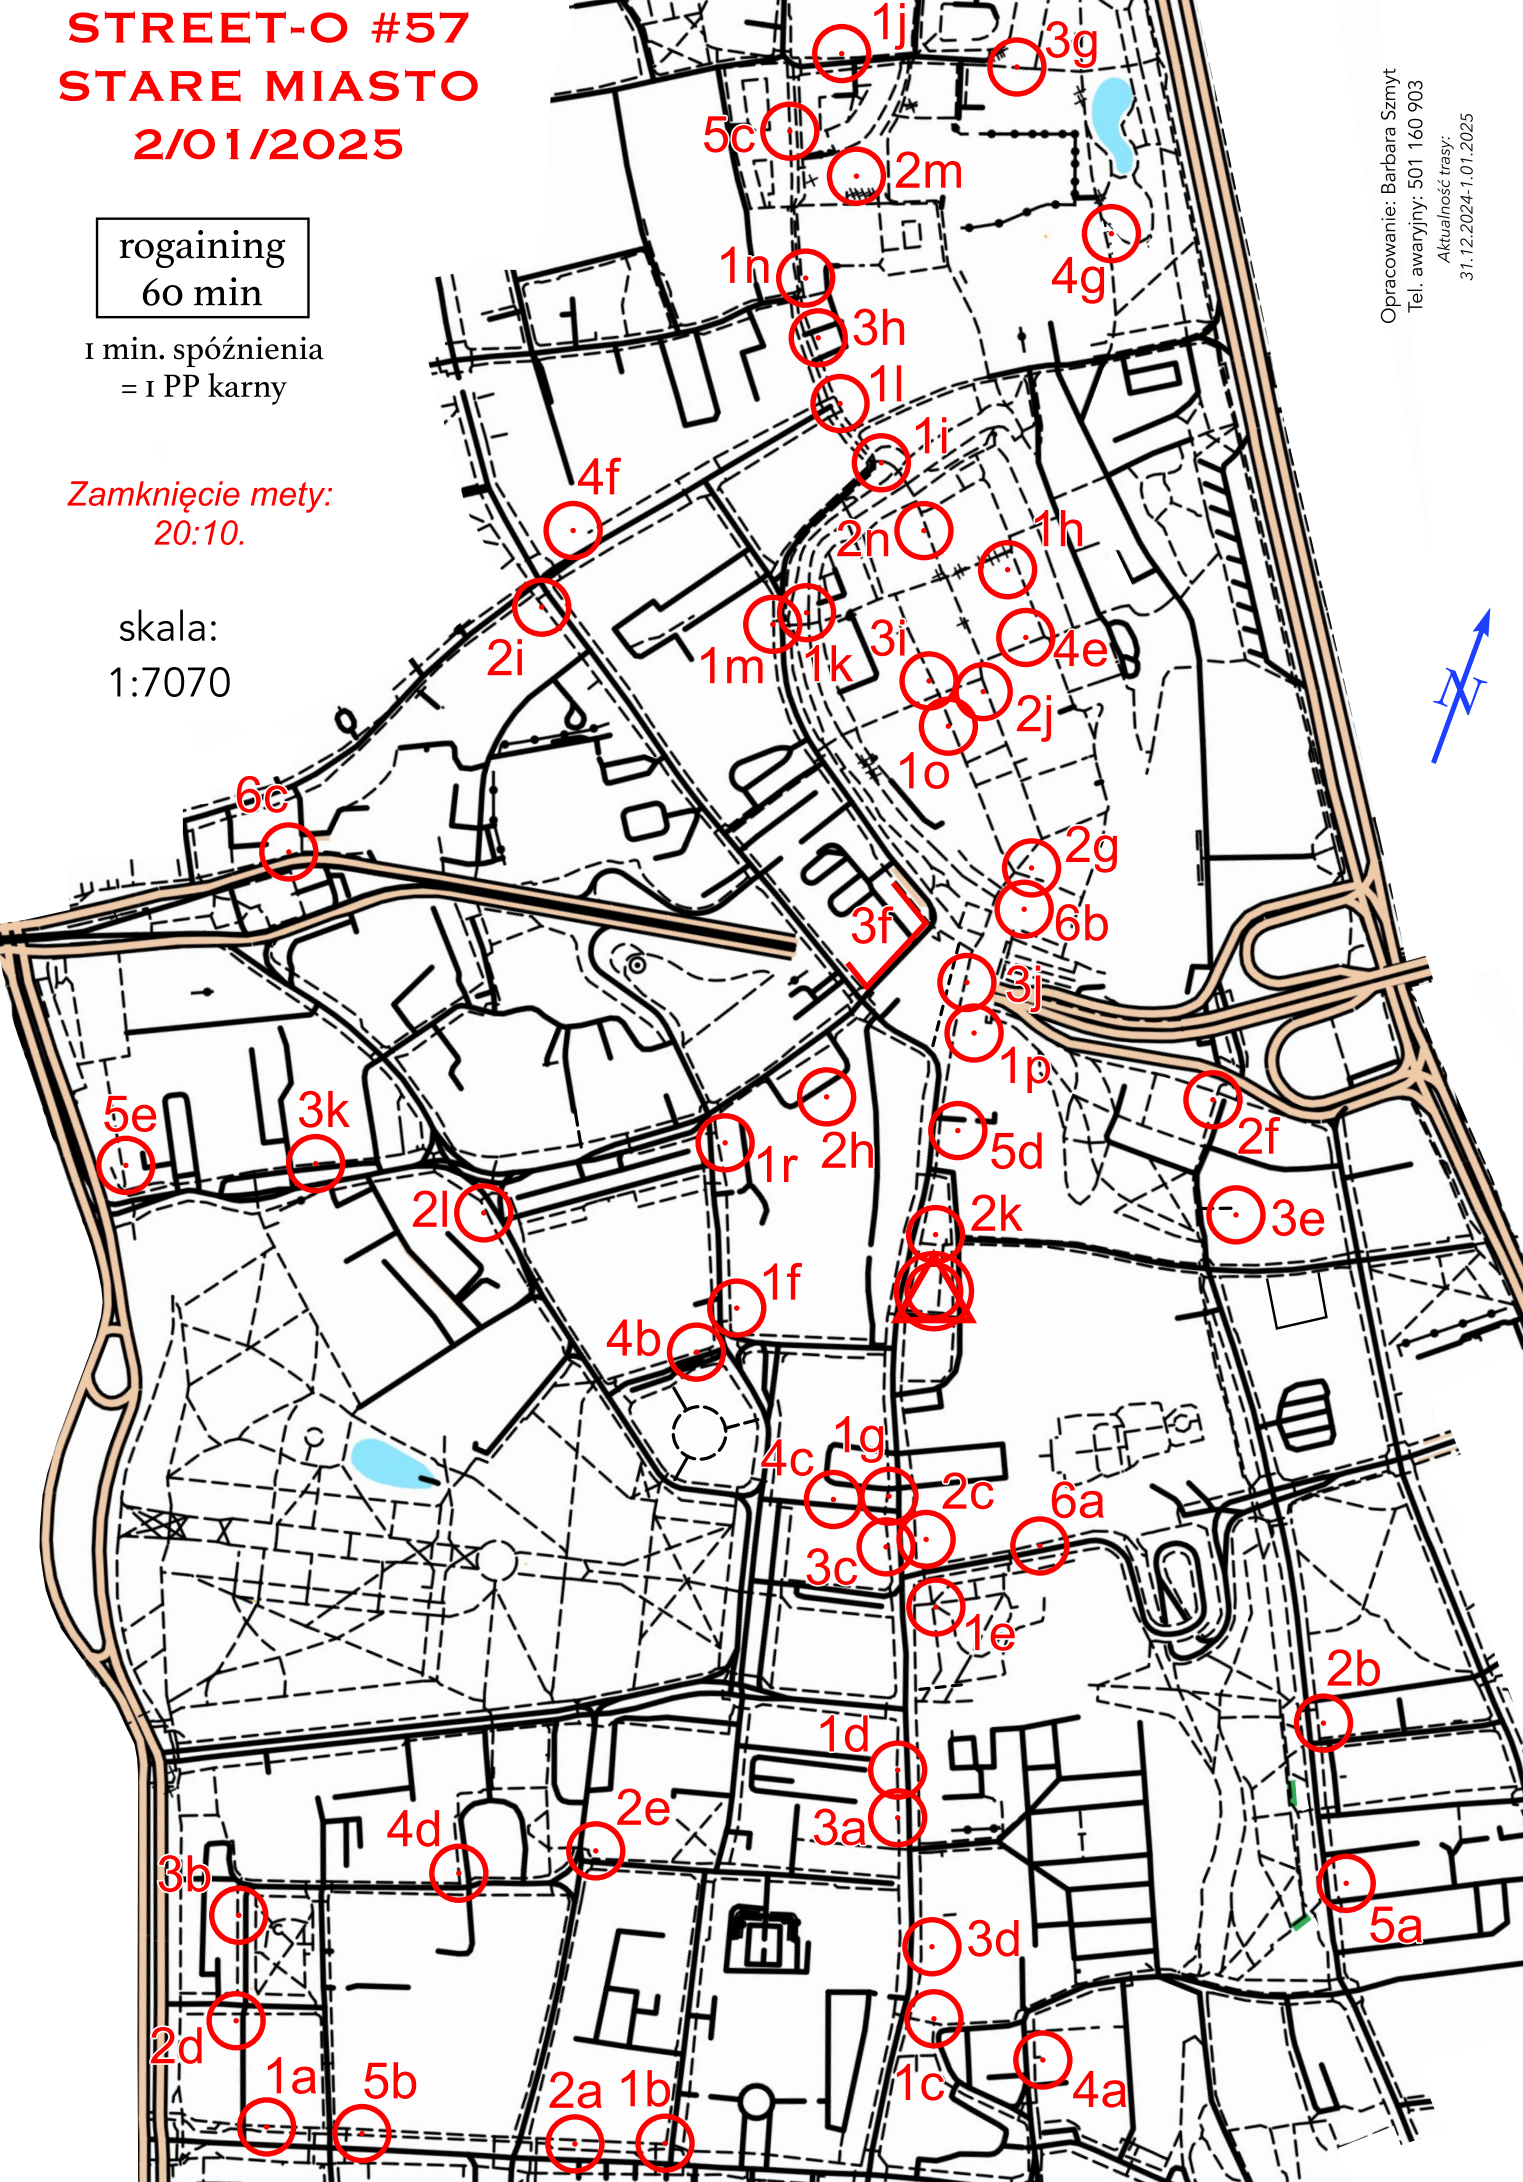 STREET-O #57
STARE MIASTO
2/01/2025
rogaining
60 min
1 min. spóźnienia
= 1 PP karny
Zamknięcie mety:
20:10.
skala:
1:7070
Opracowanie: Barbara Szmyt
Tel. awaryjny: 501 160 903
Aktualność trasy:
31.12.2024-1.01.2025
N
1j
3g
5c
2m
1n
4g
3h
1l
1i
4f
2n
1h
2i
1m
1k
3i
4e
2j
1o
6c
2g
3f
6b
3j
1p
5e
3k
1r
2h
5d
2f
2l
2k
3e
1f
4b
1g
4c
2c
6a
3c
1e
2b
1d
2e
3a
4d
3b
5a
3d
2d
1a
5b
2a
1b
1c
4a